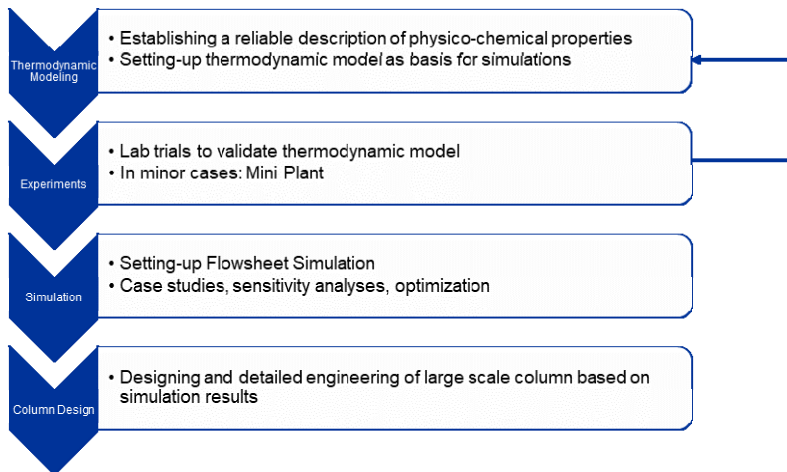 Thermodynamic
Modeling
• Establishing a reliable description of physico-chemical properties
• Setting-up thermodynamic model as basis for simulations
Experiments
• Lab trials to validate thermodynamic model
• In minor cases: Mini Plant
Simulation
• Setting-up Flowsheet Simulation
• Case studies, sensitivity analyses, optimization
Column Design
• Designing and detailed engineering of large scale column based on
simulation results